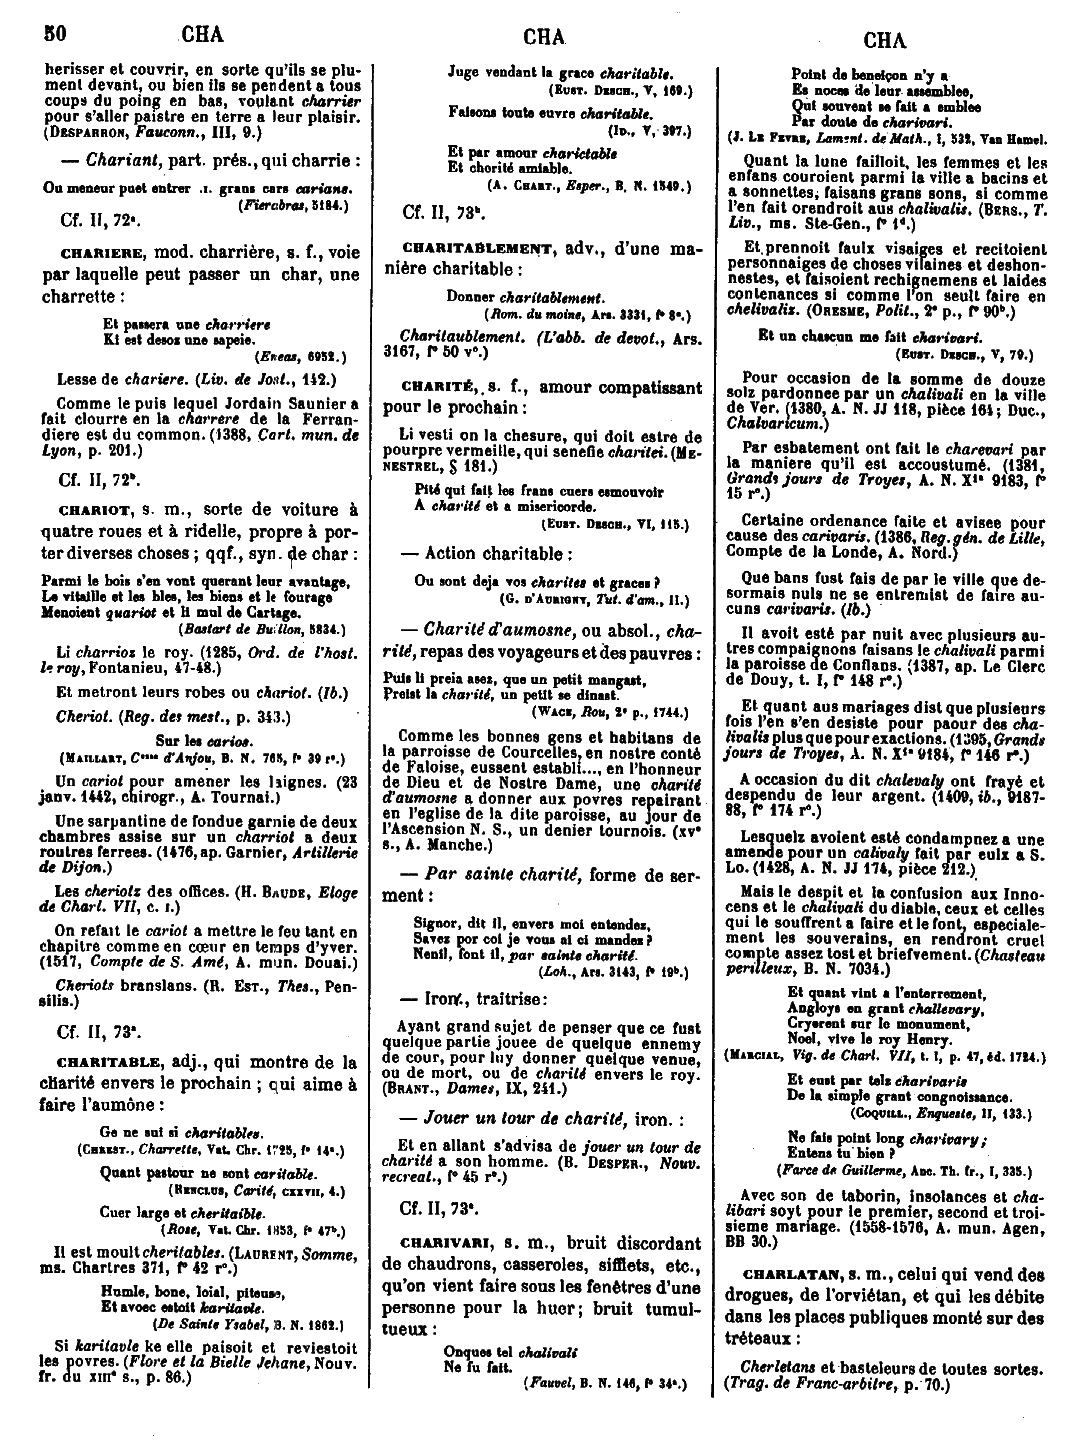 50 CHA CHA CHA
herisser et couvrir, en sorte qu'ils se plu-
ment devant, ou bien ils se pendent a tous
coups du poing en bas, voulant charrier
pour s'aller paistre en terre a leur plaisir.
(DESPARRON, Fauconn., III, 9.)
— Chariant, part. prés., qui charrie :
Ou meneur puet entrer .I. grans cars carians.
(Fierabras, 5184.)
Cf. II, 72ª.
CHARIERE, mod. charrière, s. f., voie
par laquelle peut passer un char, une
charrette :
Et passera une charriere
Ki est desoz une sapeie.
(Eneas, 6952.)
Lesse de chariere. (Liv. de Jost., 142.)
Comme le puis lequel Jordain Saunier a
fait clourre en la charrere de la Ferran-
diere est du common. (1388, Cart. mun. de
Lyon, p. 201.)
Cf. II, 72ᵇ.
CHARIOT, s. m., sorte de voiture à
quatre roues et à ridelle, propre à por-
ter diverses choses ; qqf., syn. de char :
Parmi le bois s'en vont querant leur avantage,
Le vitaille et les bles, les biens et le fourage
Menoient quariot et li mul de Cartage.
(Bastart de Buillon, 5834.)
Li charrios le roy. (1285, Ord. de l'host.
le roy, Fontanieu, 47-48.)
Et metront leurs robes ou chariot. (Ib.)
Cheriot. (Reg. des mest., p. 343.)
Sur les carios.
(MAILLART, Cᵗᵉˢˢ d'Anjou, B. N. 765, fº 39 rº.)
Un cariot pour amener les laignes. (23
janv. 1442, chirogr., A. Tournai.)
Une sarpantine de fondue garnie de deux
chambres assise sur un charriot a deux
routres ferrees. (1476, ap. Garnier, Artillerie
de Dijon.)
Les cheriotz des offices. (H. BAUDE, Eloge
de Charl. VII, c. I.)
On refait le cariot a mettre le feu tant en
chapitre comme en cœur en temps d'yver.
(1517, Compte de S. Amé, A. mun. Douai.)
Cheriots branslans. (R. EST., Thes., Pen-
silis.)
Cf. II, 73ª.
CHARITABLE, adj., qui montre de la
charité envers le prochain ; qui aime à
faire l'aumône :
Ge ne sui si charitables.
(CHREST., Charrette, Vat. Chr. 1725, fº 14ª.)
Quant pastour ne sont caritable.
(RENCLUS, Carité, CXXVII, 4.)
Cuer large et cheritaible.
(Rose, Vat. Chr. 1853, fº 47ᵇ.)
Il est moult cheritables. (LAURENT, Somme,
ms. Chartres 371, fº 42 rº.)
Humle, bone, loial, piteuse,
Et avoec estoit karitavle.
(De Sainte Ysabel, B. N. 1862.)
Si karitavle ke elle paisoit et reviestoit
les povres. (Flore et la Bielle Jehane, Nouv.
fr. du XIIIᵉ s., p. 86.)
Juge vendant la grace charitable.
(EUST. DESCH., V, 169.)
Faisons toute euvre charitable.
(ID., V, 397.)
Et par amour charictable
Et chorité amiable.
(A. CHART., Esper., B. N. 1549.)
Cf. II, 73ᵇ.
CHARITABLEMENT, adv., d'une ma-
nière charitable :
Donner charitablement.
(Rom. du moine, Ars. 3331, fº 8ᵉ.)
Charitaublement. (L'abb. de devot., Ars.
3167, fº 50 vº.)
CHARITÉ, s. f., amour compatissant
pour le prochain :
Li vesti on la chesure, qui doit estre de
pourpre vermeille, qui senefie charitei. (ME-
NESTREL, § 181.)
Pité qui fait les frans cuers esmouvoir
A charité et a misericorde.
(EUST. DESCH., VI, 115.)
— Action charitable :
Ou sont deja vos charites et graces ?
(G. D'AURIGNY, Tut. d'am., II.)
— Charité d'aumosne, ou absol., cha-
rité, repas des voyageurs et des pauvres :
Puis li preia asez, que un petit mangast,
Preist la charité, un petit se disnast.
(WACE, Rou, 2ᵉ p., 1744.)
Comme les bonnes gens et habitans de
la parroisse de Courcelles, en nostre conté
de Faloise, eussent establi..., en l'honneur
de Dieu et de Nostre Dame, une charité
d'aumosne a donner aux povres repairant
en l'eglise de la dite paroisse, au jour de
l'Ascension N. S., un denier tournois. (XVᵉ
s., A. Manche.)
— Par sainte charité, forme de ser-
ment :
Signor, dit il, envers moi entendez,
Savez por coi je vous ai ci mandez ?
Nenil, font il, par sainte charité.
(Loh., Ars. 3143, fº 19ᵇ.)
— Iron., traîtrise :
Ayant grand sujet de penser que ce fust
quelque partie jouee de quelque ennemy
de cour, pour luy donner quelque venue,
ou de mort, ou de charité envers le roy.
(BRANT., Dames, IX, 241.)
— Jouer un tour de charité, iron. :
Et en allant s'advisa de jouer un tour de
charité a son homme. (B. DESPER., Nouv.
recreat., fº 45 rº.)
Cf. II, 73ª.
CHARIVARI, s. m., bruit discordant
de chaudrons, casseroles, sifflets, etc.,
qu'on vient faire sous les fenêtres d'une
personne pour la huer ; bruit tumul-
tueux :
Onques tel chalivali
Ne fu fait.
(Fauvel, B. N. 146, fº 34ᵉ.)
Point de beneiçon n'y a
Es noces de leur assemblee,
Qui souvent se fait a emblee
Par doute de charivari.
(J. LE FEVRE, Lament. de Math., I, 532, Van Hamel.
Quant la lune failloit, les femmes et les
enfans couroient parmi la ville a bacins et
a sonnettes, faisans grans sons, si comme
l'en fait orendroit aus chalivalis. (BERS., T.
Liv., ms. Ste-Gen., fº 1ᵈ.)
Et prennoit faulx visaiges et recitoient
personnaiges de choses vilaines et deshon-
nestes, et faisoient rechignemens et laides
contenances si comme l'on seult faire en
chelivaliz. (ORESME, Polit., 2ᵉ p., fº 90ᵇ.)
Et un chascun me fait charivari.
(EUST. DESCH., V, 79.)
Pour occasion de la somme de douze
solz pardonnee par un chalivali en la ville
de Ver. (1380, A. N. JJ 118, pièce 164 ; Duc.,
Chalvaricum.)
Par esbatement ont fait le charevari par
la maniere qu'il est accoustumé. (1381,
Grands jours de Troyes, A. N. X¹ª 9183, fº
15 rº.)
Certaine ordenance faite et avisee pour
cause des carivaris. (1386, Reg. gén. de Lille,
Compte de la Londe, A. Nord.)
Que bans fust fais de par le ville que de-
sormais nuls ne se entremist de faire au-
cuns carivaris. (Ib.)
Il avoit esté par nuit avec plusieurs au-
tres compaignons faisans le chalivali parmi
la paroisse de Conflans. (1387, ap. Le Clerc
de Douy, t. I, fº 148 rº.)
Et quant aus mariages dist que plusieurs
fois l'en s'en desiste pour paour des cha-
livalis plus que pour exactions. (1395, Grands
jours de Troyes, A. N. X¹ª 9184, fº 146 rº.)
A occasion du dit chalevaly ont frayé et
despendu de leur argent. (1409, ib., 9187-
88, fº 174 rº.)
Lesquelz avoient esté condampnez a une
amende pour un calivaly fait par eulx a S.
Lo. (1428, A. N. JJ 174, pièce 212.)
Mais le despit et la confusion aux Inno-
cens et le chalivali du diable, ceux et celles
qui le souffrent a faire et le font, especiale-
ment les souverains, en rendront cruel
compte assez tost et briefvement. (Chasteau
perilleux, B. N. 7034.)
Et quant vint a l'enterrement,
Angloys en grant challevary,
Cryerent sur le monument,
Noel, vive le roy Henry.
(MARCIAL, Vig. de Charl. VII, t. I, p. 47, éd. 1724.)
Et eust par telz charivaris
De la simple grant congnoissance.
(COQUILL., Enqueste, II, 133.)
Ne fais point long charivary ;
Entens tu bien ?
(Farce de Guillerme, Anc. Th. fr., I, 335.)
Avec son de taborin, insolances et cha-
libari soyt pour le premier, second et troi-
sieme mariage. (1558-1576, A. mun. Agen,
BB 30.)
CHARLATAN, s. m., celui qui vend des
drogues, de l'orviétan, et qui les débite
dans les places publiques monté sur des
tréteaux :
Cherletans et basteleurs de toutes sortes.
(Trag. de Franc-arbitre, p. 70.)